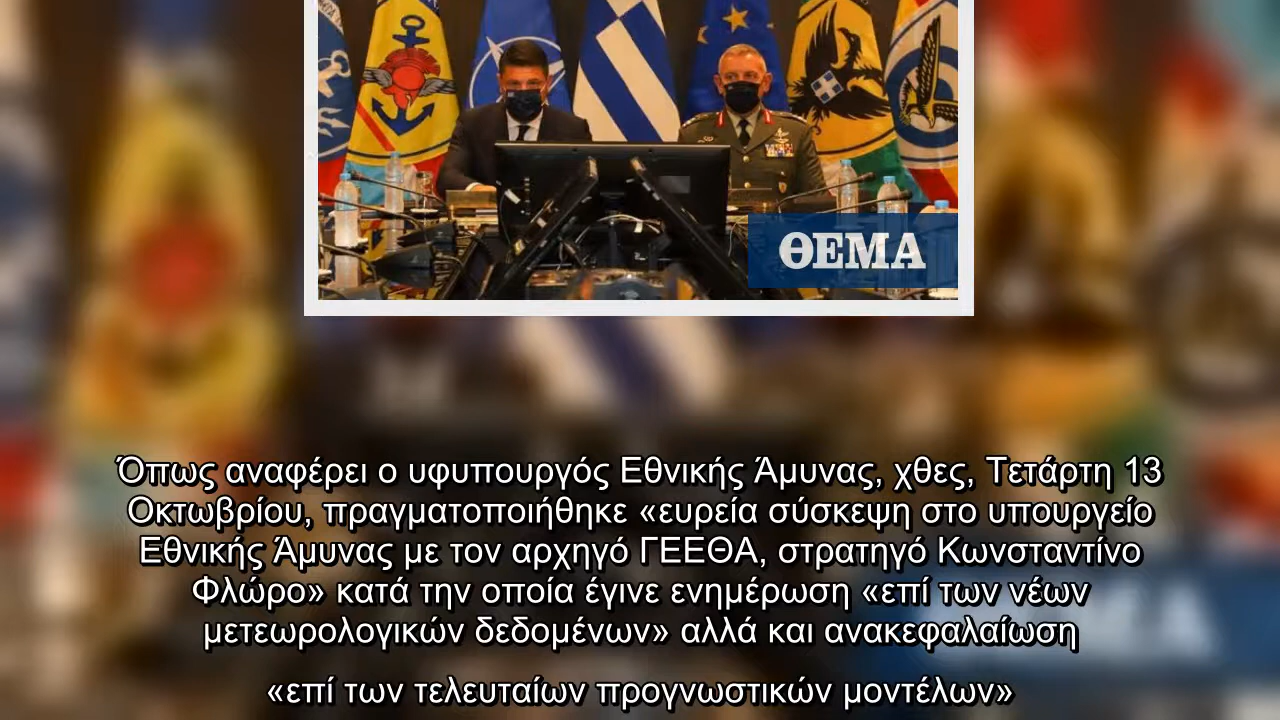 ΘΕΜΑ
Όπως αναφέρει ο υφυπουργός Εθνικής Άμυνας, χθες, Τετάρτη 13
Οκτωβρίου, πραγματοποιήθηκε «ευρεία σύσκεψη στο υπουργείο
Εθνικής Άμυνας με τον αρχηγό ΓΕΕΘΑ, στρατηγό Κωνσταντίνο
Φλώρο» κατά την οποία έγινε ενημέρωση «επί των νέων
μετεωρολογικών δεδομένων» αλλά και ανακεφαλαίωση
«επί των τελευταίων προγνωστικών μοντέλων»